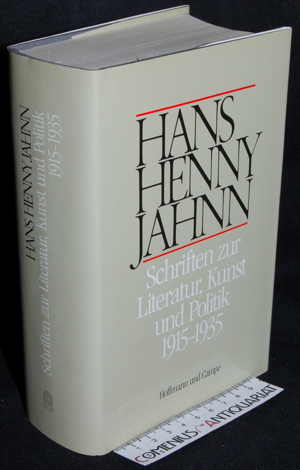 HANS HENNY JAHNN
Schriften zur Literatur, Kunst und Politik
1915-1935
HANS
HENNY
JAHNN
Schriften zur
Literatur, Kunst
und Politik
1915-1935
Hoffmann und Campe
COMENIUS-ANTIQUARIAT